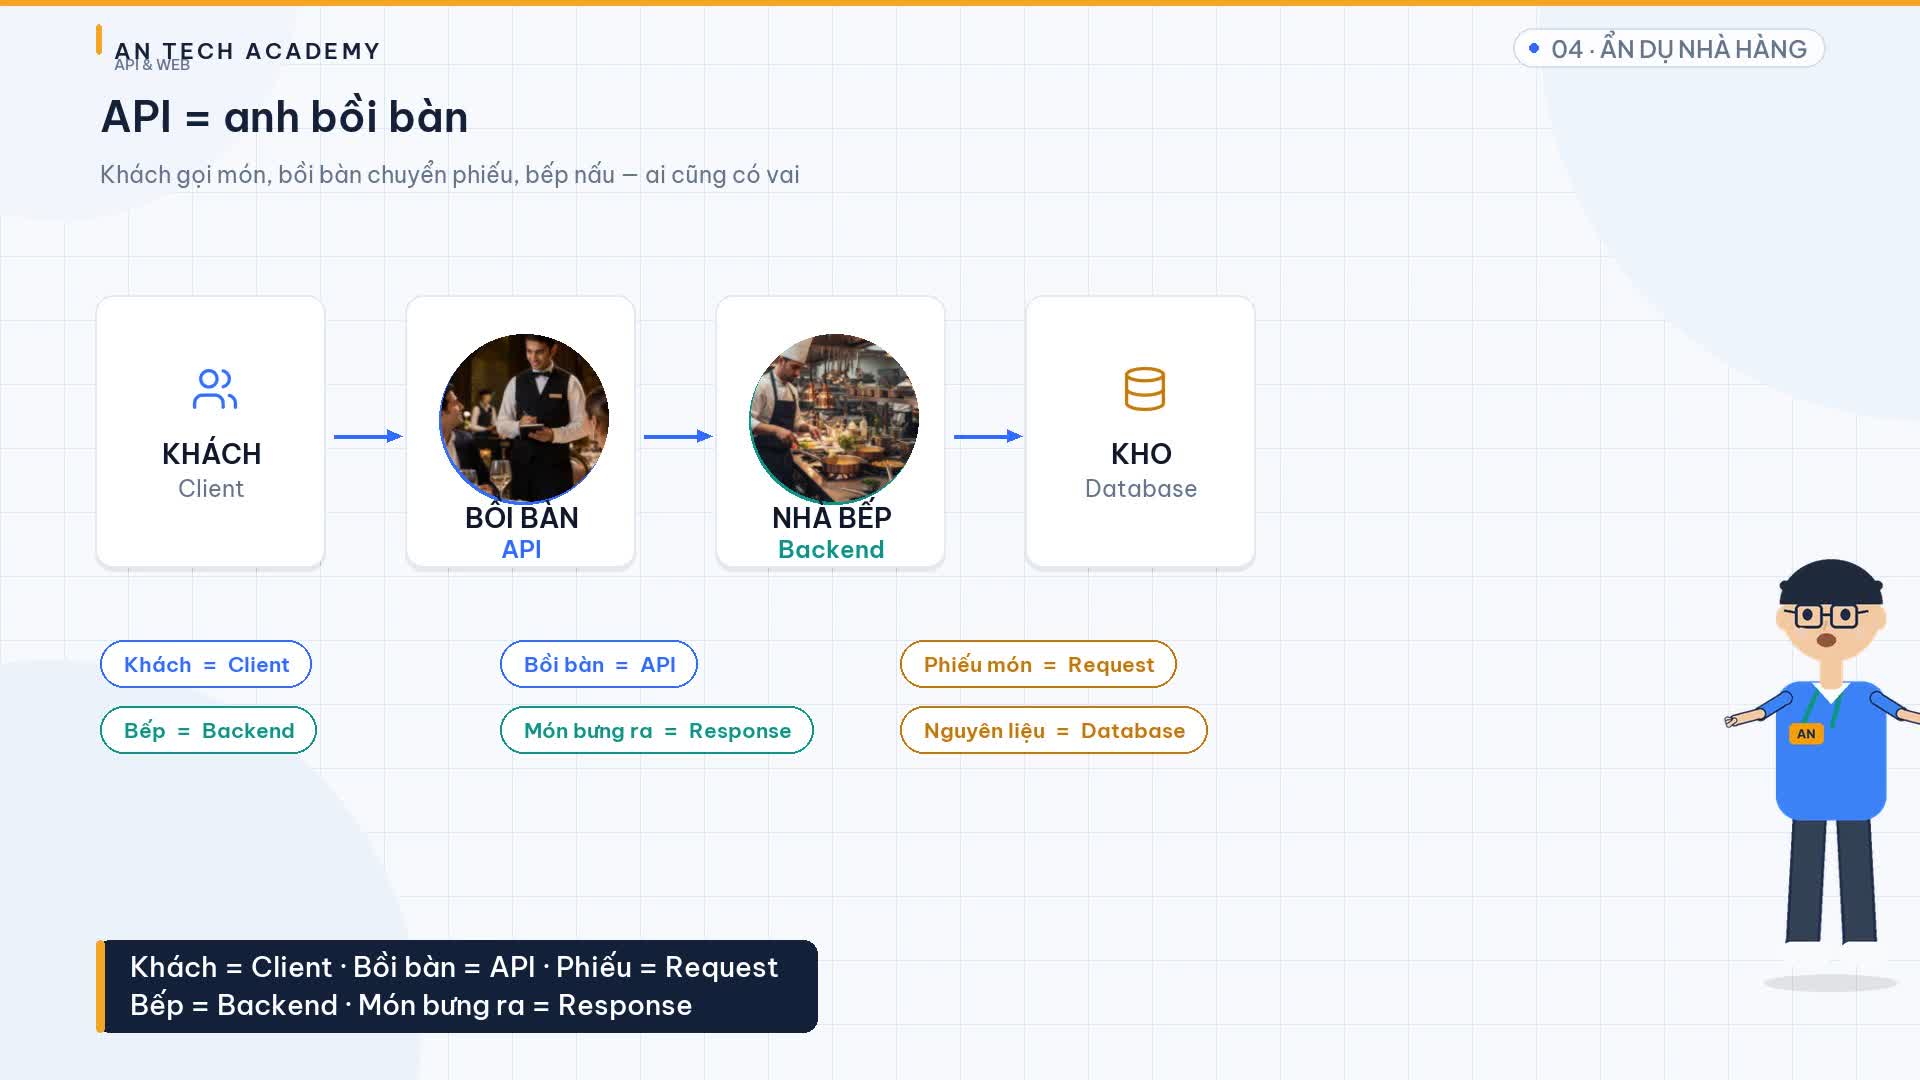 AN TECH ACADEMY
API & WEB
04 · ẨN DỤ NHÀ HÀNG
API = anh bồi bàn
Khách gọi món, bồi bàn chuyển phiếu, bếp nấu — ai cũng có vai
KHÁCH
Client
BỒI BÀN
API
NHÀ BẾP
Backend
KHO
Database
Khách = Client
Bồi bàn = API
Phiếu món = Request
Bếp = Backend
Món bưng ra = Response
Nguyên liệu = Database
AN
Khách = Client · Bồi bàn = API · Phiếu = Request
Bếp = Backend · Món bưng ra = Response